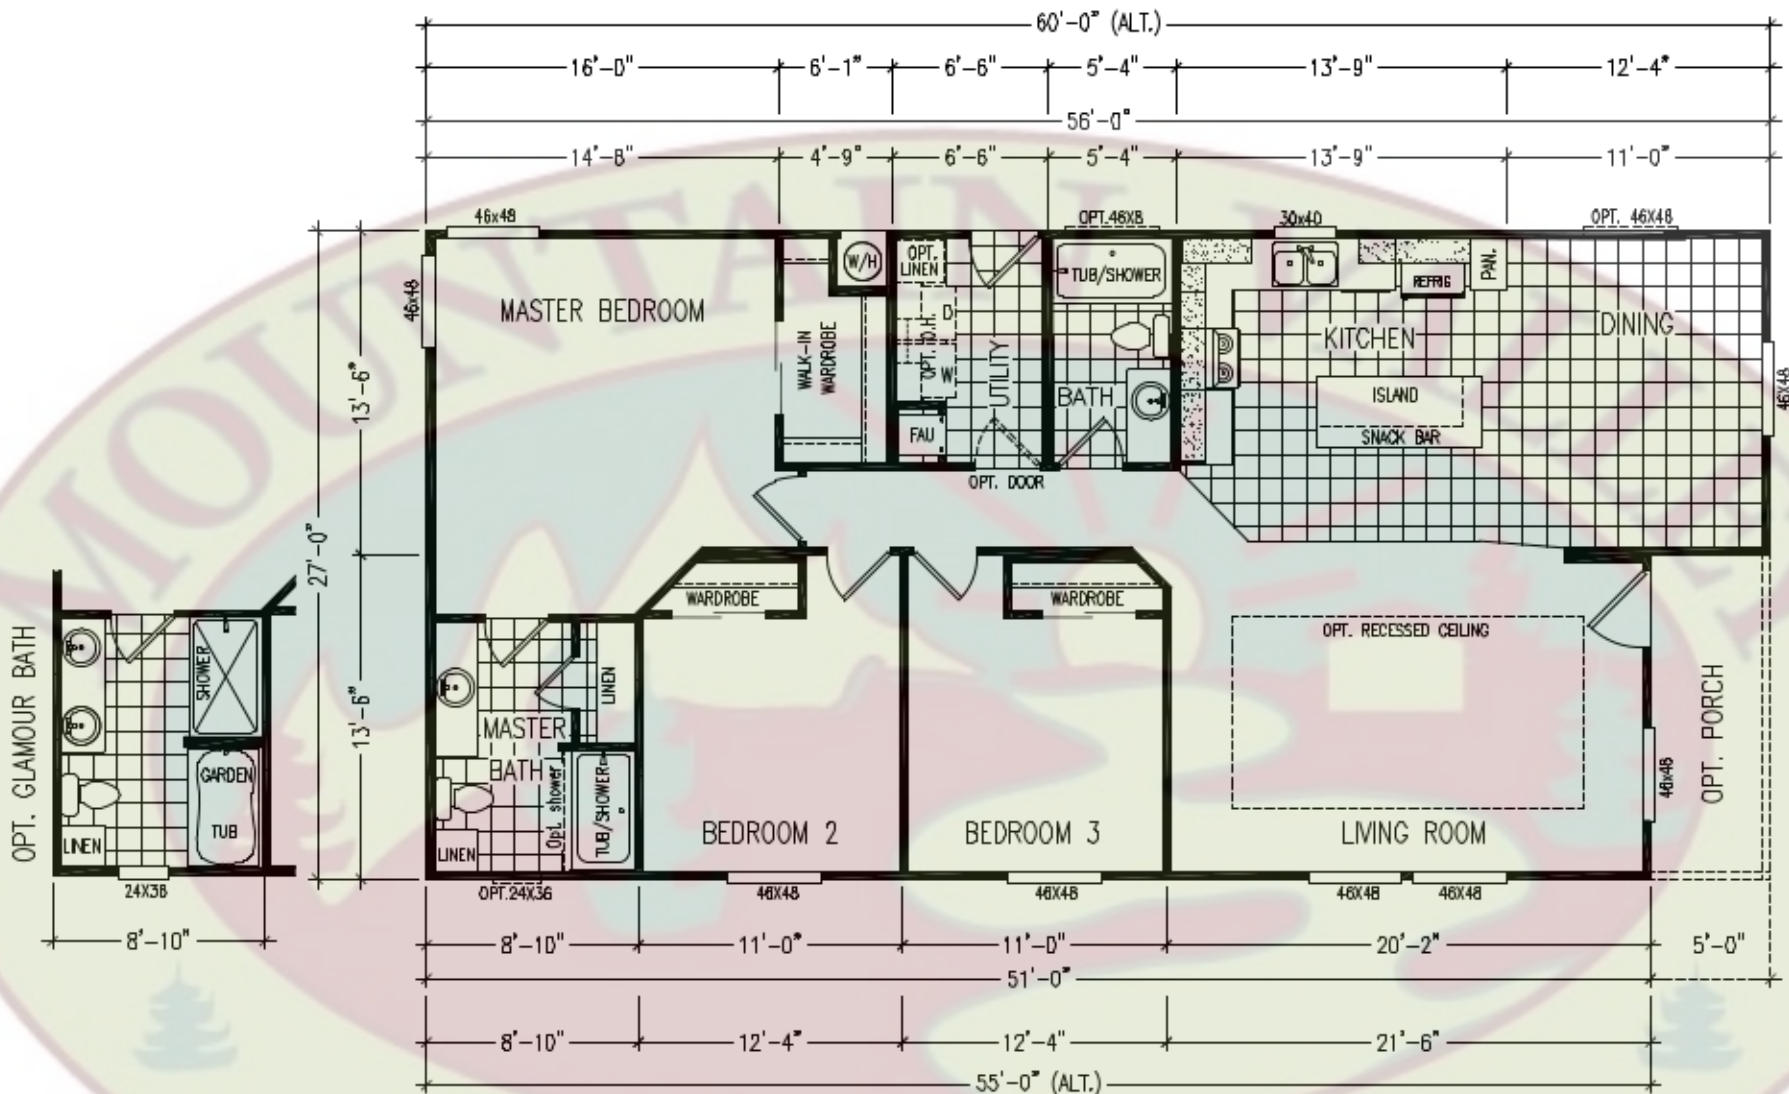 60'-0" (ALT.)
16'-0" 6'-1" 6'-6" 5'-4" 13'-9" 12'-4"
56'-0"
14'-8" 4'-9" 6'-6" 5'-4" 13'-9" 11'-0"
MOUNTAIN VALLEY
46x48
OPT. 46X8
30x40
OPT. 46X48
46x48
MASTER BEDROOM
W/H
WALK-IN
WARDROBE
OPT.
LINEN
OPT. O.H.
D
W
UTILITY
FAU
OPT. DOOR
TUB/SHOWER
BATH
REFRIG
PAN.
KITCHEN
DINING
ISLAND
SNACK BAR
46X48
13'-6"
27'-0"
13'-6"
OPT. GLAMOUR BATH
SHOWER
GARDEN
TUB
LINEN
24X36
8'-10"
WARDROBE
WARDROBE
OPT. RECESSED CEILING
LINEN
MASTER
BATH
Opt. shower
TUB/SHOWER
LINEN
BEDROOM 2
BEDROOM 3
LIVING ROOM
46x48
OPT. PORCH
OPT.24X36
46X48
46X48
46X48
46X48
8'-10" 11'-0" 11'-0" 20'-2" 5'-0"
51'-0"
8'-10" 12'-4" 12'-4" 21'-6"
55'-0" (ALT.)